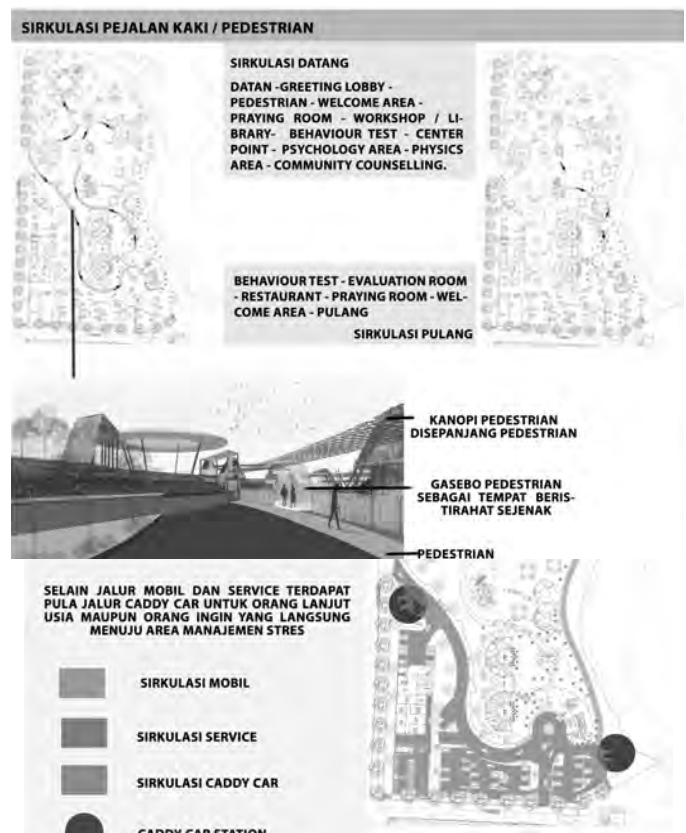 SIRKULASI PEJALAN KAKI / PEDESTRIAN
SIRKULASI DATANG
DATAN -GREETING LOBBY -
PEDESTRIAN - WELCOME AREA -
PRAYING ROOM - WORKSHOP / LI-
BRARY- BEHAVIOUR TEST - CENTER
POINT - PSYCHOLOGY AREA - PHYSICS
AREA - COMMUNITY COUNSELLING.
BEHAVIOUR TEST - EVALUATION ROOM
- RESTAURANT - PRAYING ROOM - WEL-
COME AREA - PULANG
SIRKULASI PULANG
KANOPI PEDESTRIAN
DISEPANJANG PEDESTRIAN
GASEBO PEDESTRIAN
SEBAGAI TEMPAT BERIS-
TIRAHAT SEJENAK
PEDESTRIAN
SELAIN JALUR MOBIL DAN SERVICE TERDAPAT
PULA JALUR CADDY CAR UNTUK ORANG LANJUT
USIA MAUPUN ORANG INGIN YANG LANGSUNG
MENUJU AREA MANAJEMEN STRES
SIRKULASI MOBIL
SIRKULASI SERVICE
SIRKULASI CADDY CAR
CADDY CAR STATION